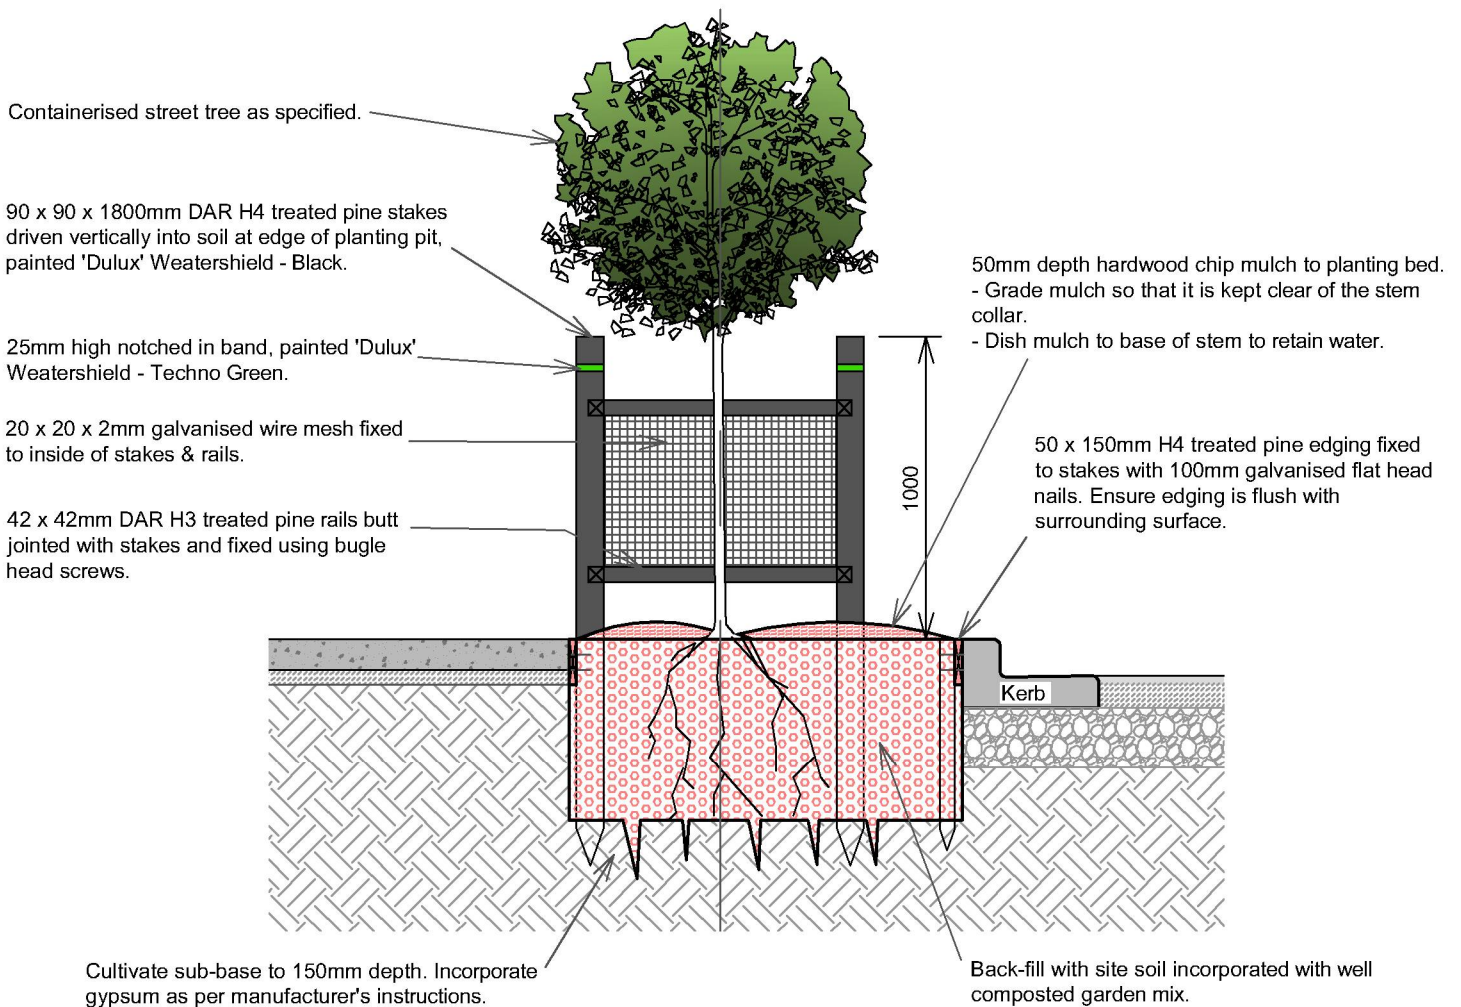 Containerised street tree as specified.
90 x 90 x 1800mm DAR H4 treated pine stakes
driven vertically into soil at edge of planting pit,
painted 'Dulux' Weatershield - Black.
25mm high notched in band, painted 'Dulux'
Weatershield - Techno Green.
20 x 20 x 2mm galvanised wire mesh fixed
to inside of stakes & rails.
42 x 42mm DAR H3 treated pine rails butt
jointed with stakes and fixed using bugle
head screws.
50mm depth hardwood chip mulch to planting bed.
- Grade mulch so that it is kept clear of the stem
collar.
- Dish mulch to base of stem to retain water.
50 x 150mm H4 treated pine edging fixed
to stakes with 100mm galvanised flat head
nails. Ensure edging is flush with
surrounding surface.
1000
Kerb
Cultivate sub-base to 150mm depth. Incorporate
gypsum as per manufacturer's instructions.
Back-fill with site soil incorporated with well
composted garden mix.